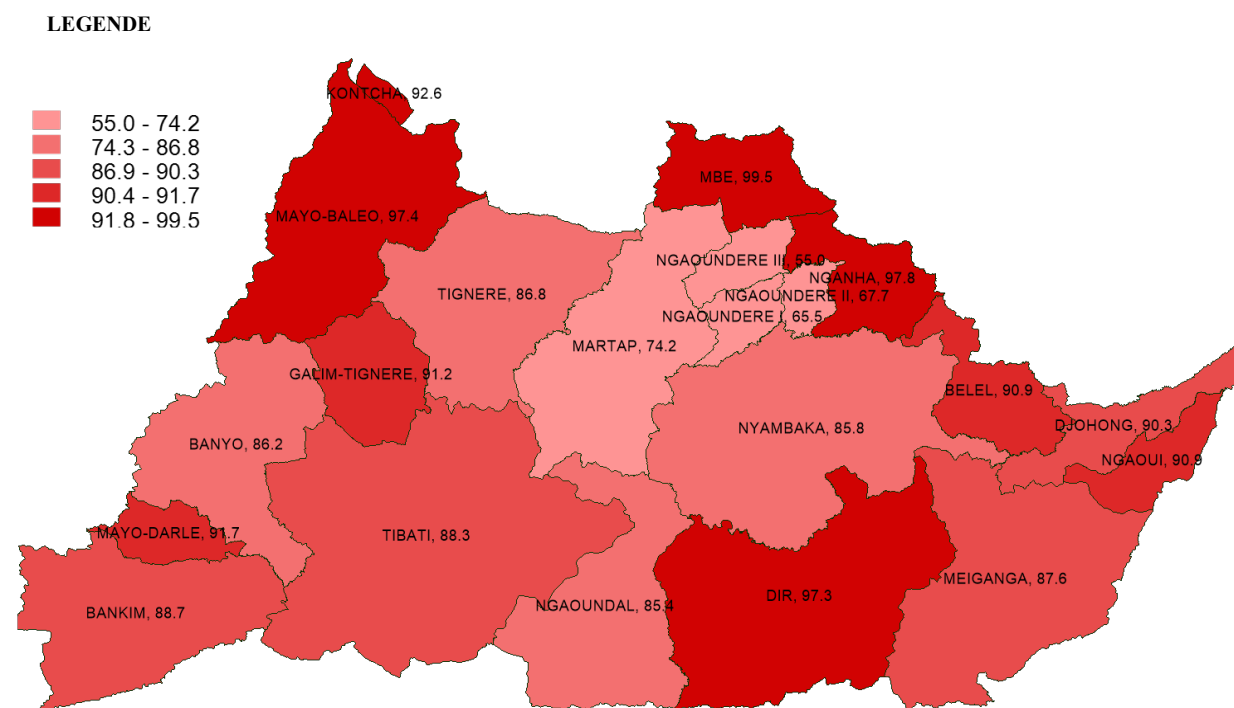 LEGENDE
55.0 - 74.2
74.3 - 86.8
86.9 - 90.3
90.4 - 91.7
91.8 - 99.5
KONTCHA, 92.6
MBE, 99.5
MAYO-BALEO, 97.4
NGAOUNDERE III, 55.0
NGANHA, 97.8
TIGNERE, 86.8
NGAOUNDERE II, 67.7
NGAOUNDERE I, 65.5
MARTAP, 74.2
GALIM-TIGNERE, 91.2
BELEL, 90.9
DJOHONG, 90.3
NYAMBAKA, 85.8
BANYO, 86.2
NGAOUI, 90.9
MAYO-DARLE, 91.7
TIBATI, 88.3
MEIGANGA, 87.6
DIR, 97.3
NGAOUNDAL, 85.4
BANKIM, 88.7